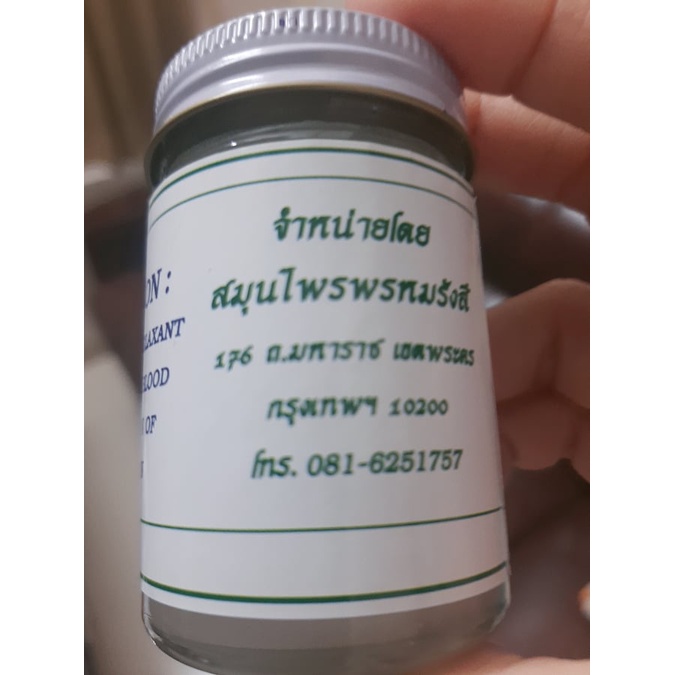 จำหน่ายโดย
สมุนไพรพรหมรังสี
176 ถ.มหาราช เขตพระนคร
กรุงเทพฯ 10200
โทร. 081-6251757
ON :
LAXANT
LOOD
OF